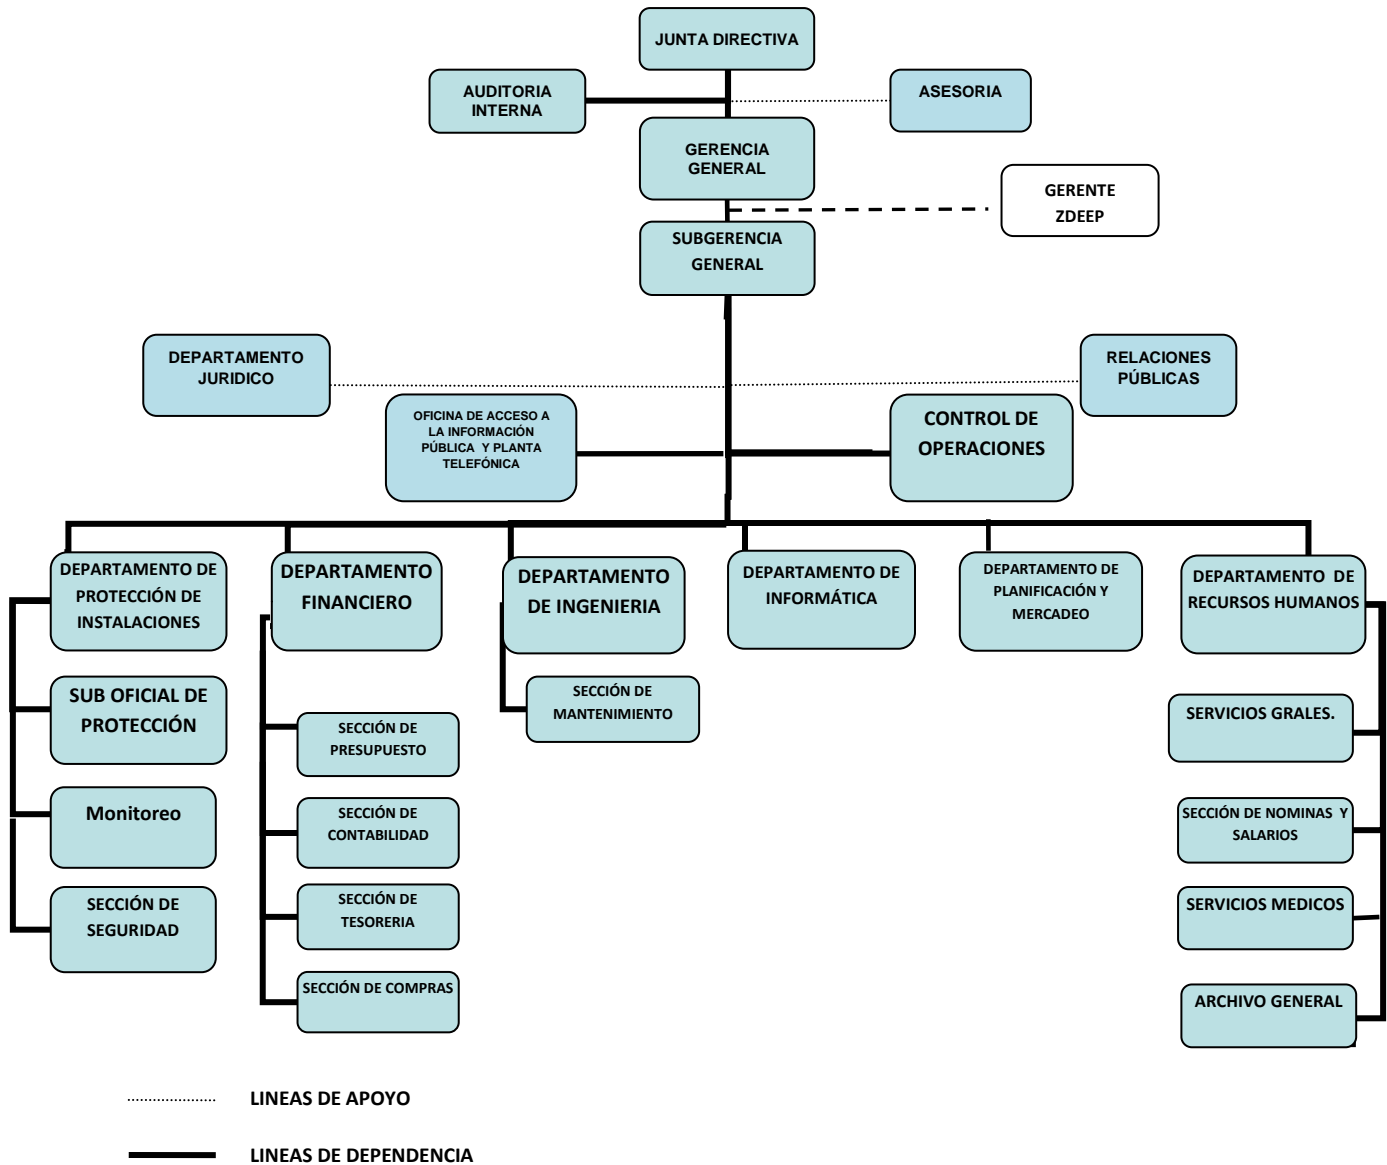 JUNTA DIRECTIVA
AUDITORIA
INTERNA
ASESORIA
GERENCIA
GENERAL
GERENTE
ZDEEP
SUBGERENCIA
GENERAL
DEPARTAMENTO
JURIDICO
RELACIONES
PÚBLICAS
OFICINA DE ACCESO A
LA INFORMACIÓN
PÚBLICA Y PLANTA
TELEFÓNICA
CONTROL DE
OPERACIONES
DEPARTAMENTO DE
PROTECCIÓN DE
INSTALACIONES
DEPARTAMENTO
FINANCIERO
DEPARTAMENTO
DE INGENIERIA
DEPARTAMENTO DE
INFORMÁTICA
DEPARTAMENTO DE
PLANIFICACIÓN Y
MERCADEO
DEPARTAMENTO DE
RECURSOS HUMANOS
SUB OFICIAL DE
PROTECCIÓN
Monitoreo
SECCIÓN DE
SEGURIDAD
SECCIÓN DE
PRESUPUESTO
SECCIÓN DE
CONTABILIDAD
SECCIÓN DE
TESORERIA
SECCIÓN DE COMPRAS
SECCIÓN DE
MANTENIMIENTO
SERVICIOS GRALES.
SECCIÓN DE NOMINAS Y
SALARIOS
SERVICIOS MEDICOS
ARCHIVO GENERAL
LINEAS DE APOYO
LINEAS DE DEPENDENCIA